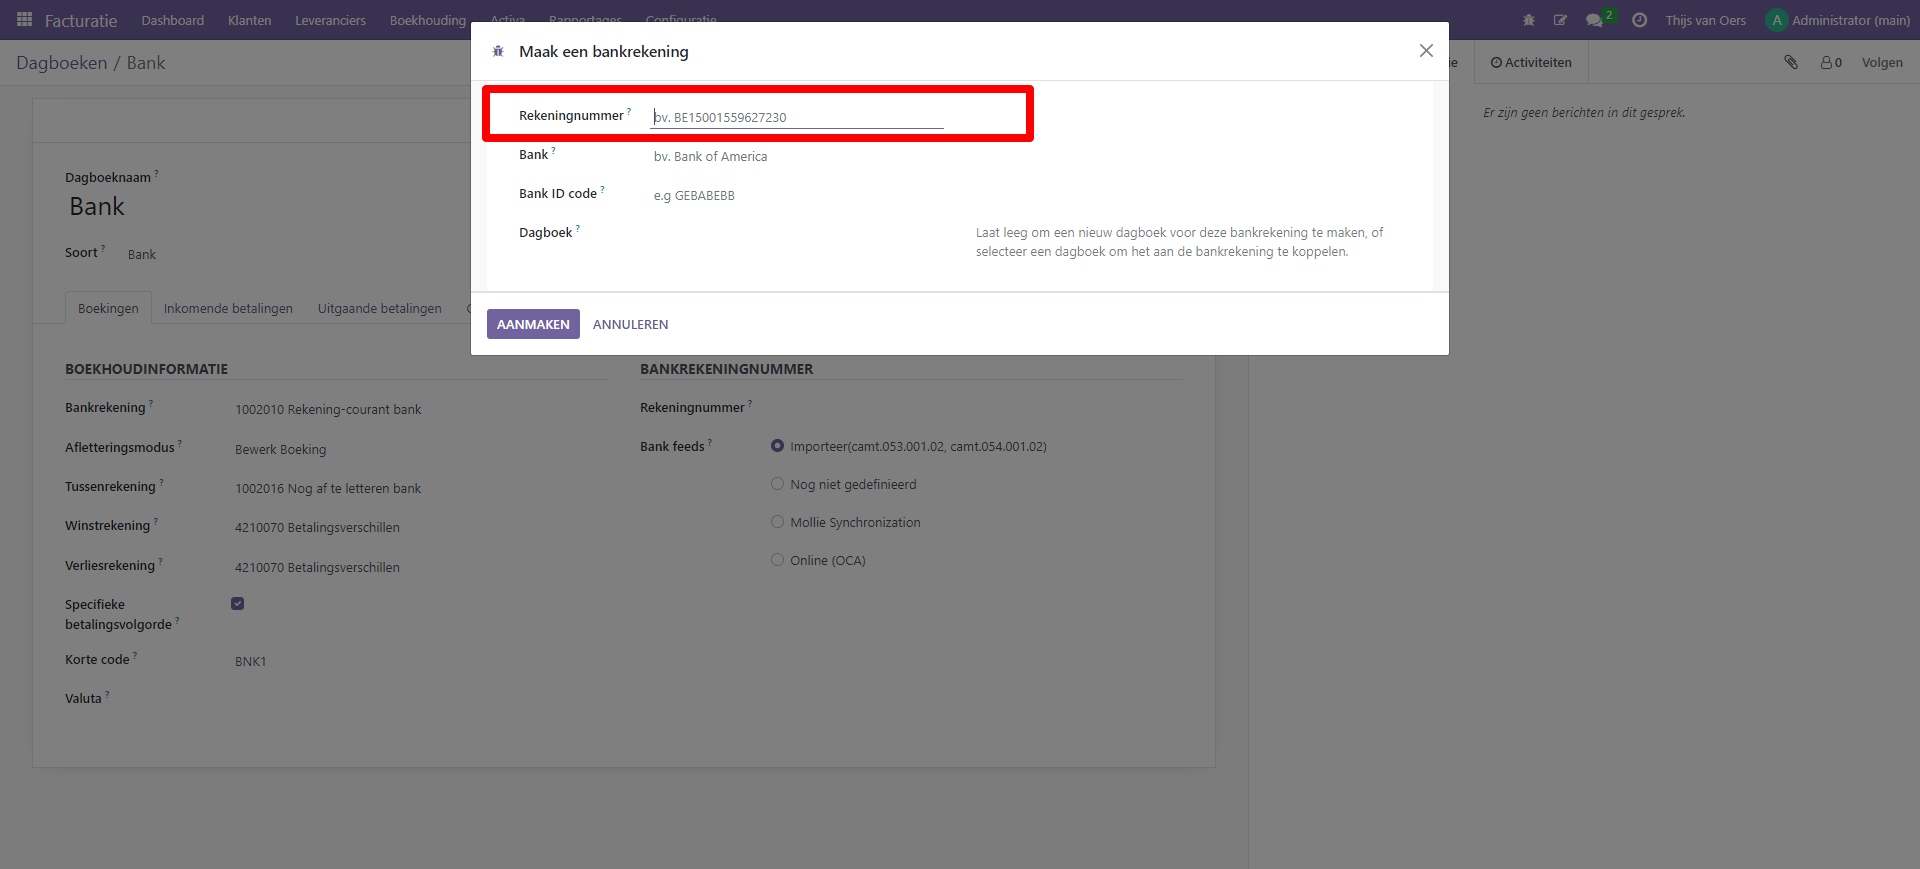 Facturatie Dashboard Klanten Leveranciers Boekhouding Activa Rapportages Configuratie 2 Thijs van Oers A Administrator (main)
Dagboeken / Bank
Activiteiten 0 Volgen
Er zijn geen berichten in dit gesprek.
Maak een bankrekening
Rekeningnummer ? bv. BE15001559627230
Bank ? bv. Bank of America
Bank ID code ? e.g GEBABEBB
Dagboek ? Laat leeg om een nieuw dagboek voor deze bankrekening te maken, of
selecteer een dagboek om het aan de bankrekening te koppelen.
AANMAKEN ANNULEREN
Dagboeknaam ?
Bank
Soort ? Bank
Boekingen Inkomende betalingen Uitgaande betalingen
BOEKHOUDINFORMATIE
Bankrekening ? 1002010 Rekening-courant bank
Afletteringsmodus ? Bewerk Boeking
Tussenrekening ? 1002016 Nog af te letteren bank
Winstrekening ? 4210070 Betalingsverschillen
Verliesrekening ? 4210070 Betalingsverschillen
Specifieke
betalingsvolgorde ?
Korte code ? BNK1
Valuta ?
BANKREKENINGNUMMER
Rekeningnummer ?
Bank feeds ? Importeer(camt.053.001.02, camt.054.001.02)
Nog niet gedefinieerd
Mollie Synchronization
Online (OCA)